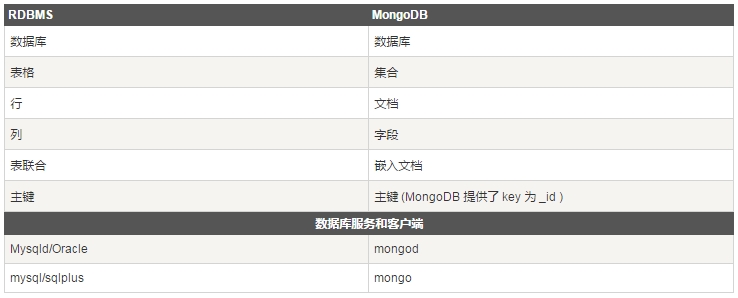 RDBMS MongoDB
数据库 数据库
表格 集合
行 文档
列 字段
表联合 嵌入文档
主键 主键 (MongoDB 提供了 key 为 _id )
数据库服务和客户端
Mysqld/Oracle mongod
mysql/sqlplus mongo